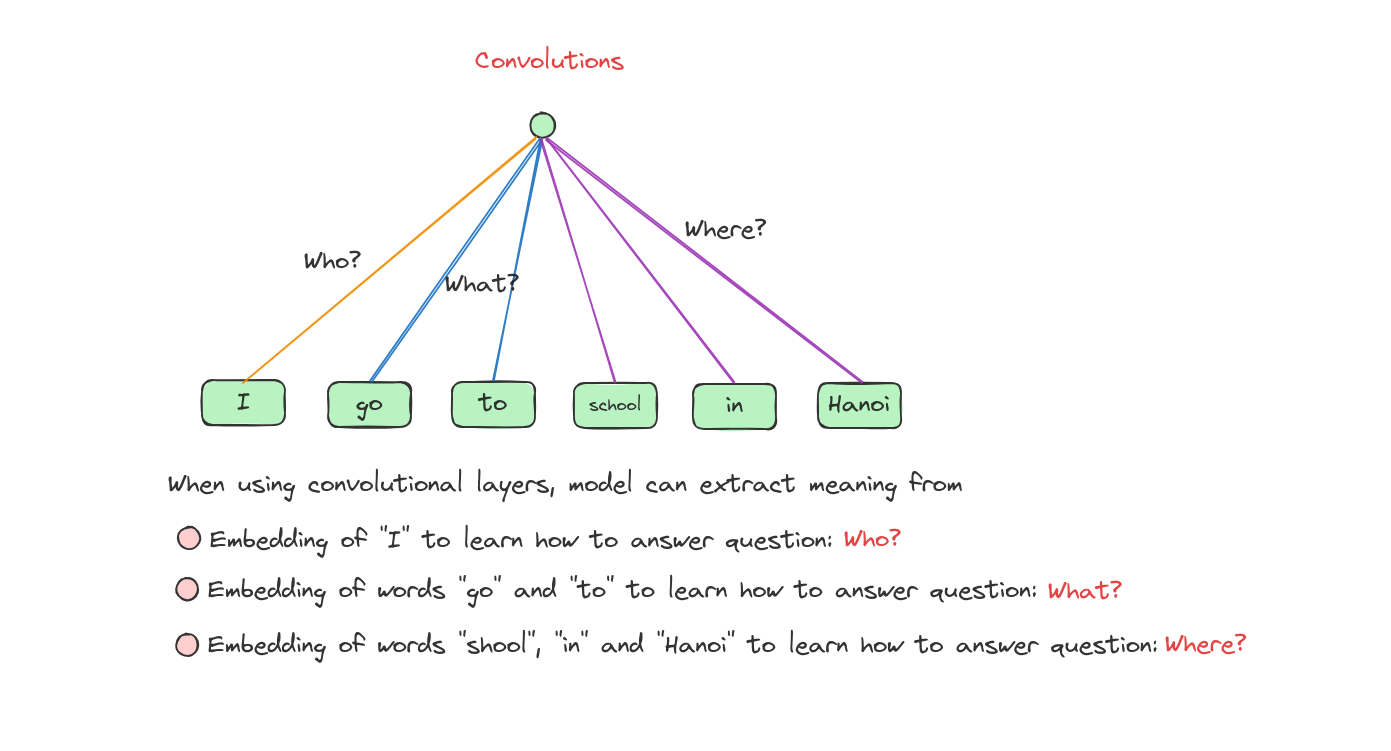 Convolutions
Where?
Who?
What?
I go to school in Hanoi
When using convolutional layers, model can extract meaning from
Embedding of "I" to learn how to answer question: Who?
Embedding of words "go" and "to" to learn how to answer question: What?
Embedding of words "shool", "in" and "Hanoi" to learn how to answer question: Where?